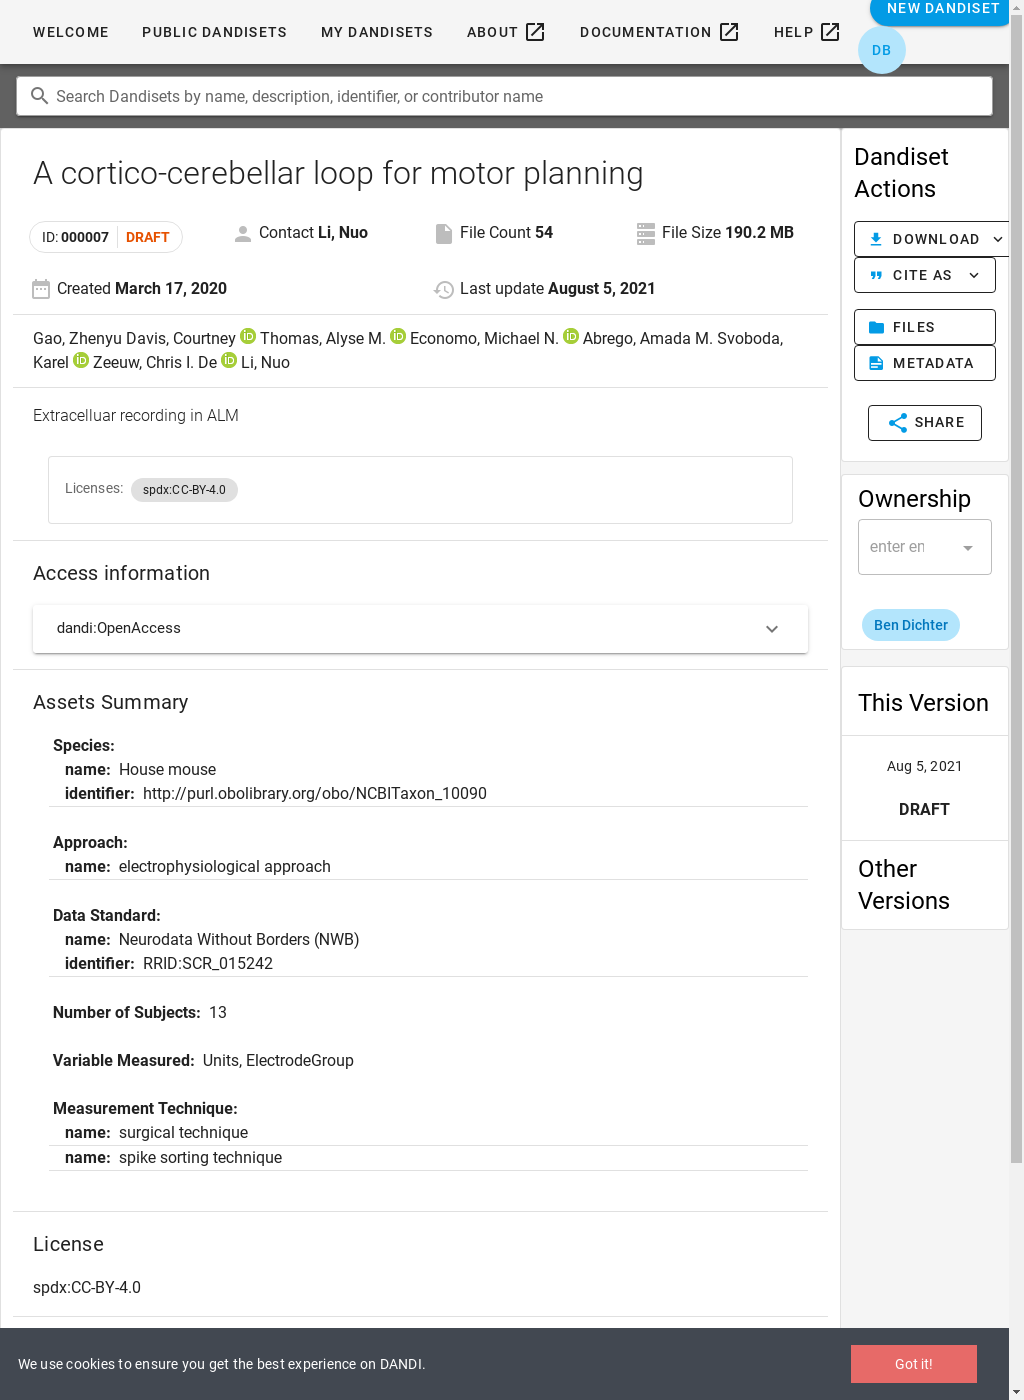 NEW DANDISET
WELCOME PUBLIC DANDISETS MY DANDISETS ABOUT DOCUMENTATION HELP
DB
Search Dandisets by name, description, identifier, or contributor name
A cortico-cerebellar loop for motor planning
ID: 000007 DRAFT Contact Li, Nuo File Count 54 File Size 190.2 MB
Created March 17, 2020 Last update August 5, 2021
Gao, Zhenyu Davis, Courtney iD Thomas, Alyse M. iD Economo, Michael N. iD Abrego, Amada M. Svoboda,
Karel iD Zeeuw, Chris I. De iD Li, Nuo
Extracelluar recording in ALM
Licenses: spdx:CC-BY-4.0
Access information
dandi:OpenAccess
Assets Summary
Species:
name: House mouse
identifier: http://purl.obolibrary.org/obo/NCBITaxon_10090
Approach:
name: electrophysiological approach
Data Standard:
name: Neurodata Without Borders (NWB)
identifier: RRID:SCR_015242
Number of Subjects: 13
Variable Measured: Units, ElectrodeGroup
Measurement Technique:
name: surgical technique
name: spike sorting technique
License
spdx:CC-BY-4.0
Dandiset
Actions
DOWNLOAD
CITE AS
FILES
METADATA
SHARE
Ownership
enter en
Ben Dichter
This Version
Aug 5, 2021
DRAFT
Other
Versions
We use cookies to ensure you get the best experience on DANDI.
Got it!